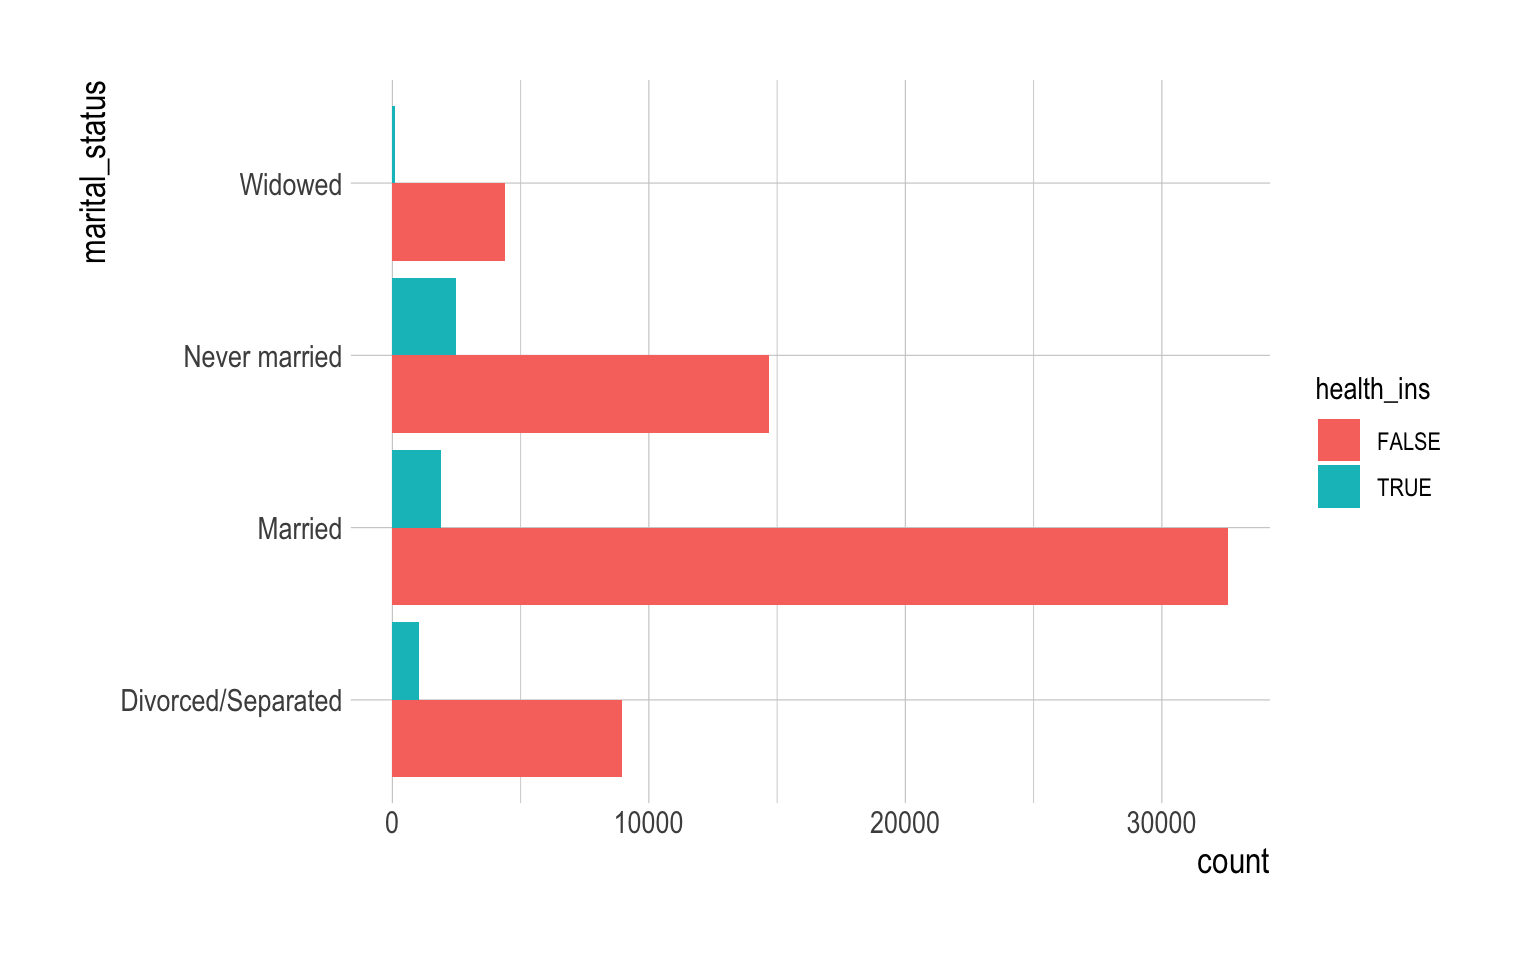 marital_status
Widowed
Never married
Married
Divorced/Separated
0 10000 20000 30000
count
health_ins
FALSE
TRUE